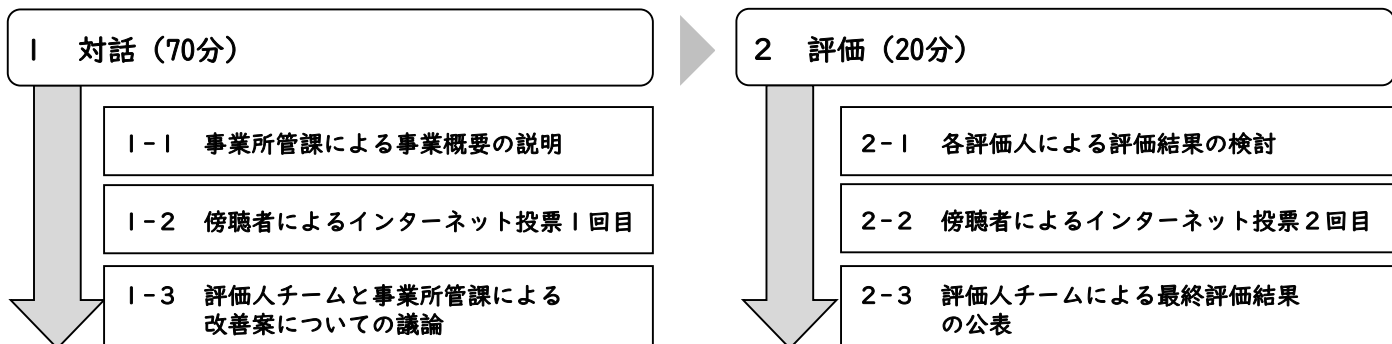 1 対話（70分）
1-1 事業所管課による事業概要の説明
1-2 傍聴者によるインターネット投票1回目
1-3 評価人チームと事業所管課による
改善案についての議論
2 評価（20分）
2-1 各評価人による評価結果の検討
2-2 傍聴者によるインターネット投票2回目
2-3 評価人チームによる最終評価結果
の公表